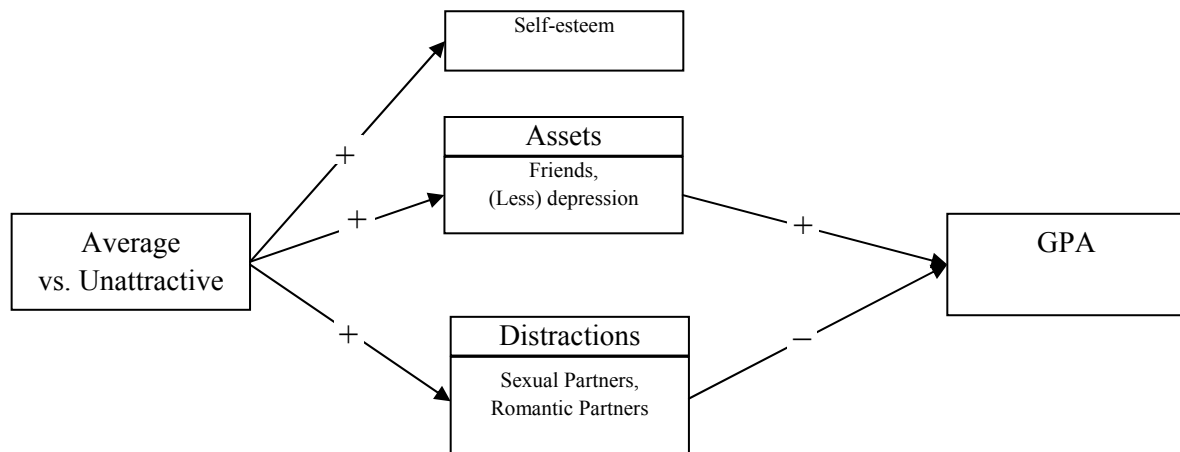 Self-esteem
+
Assets
Friends,
(Less) depression
+
+
Average
vs. Unattractive
GPA
+
Distractions
−
Sexual Partners,
Romantic Partners